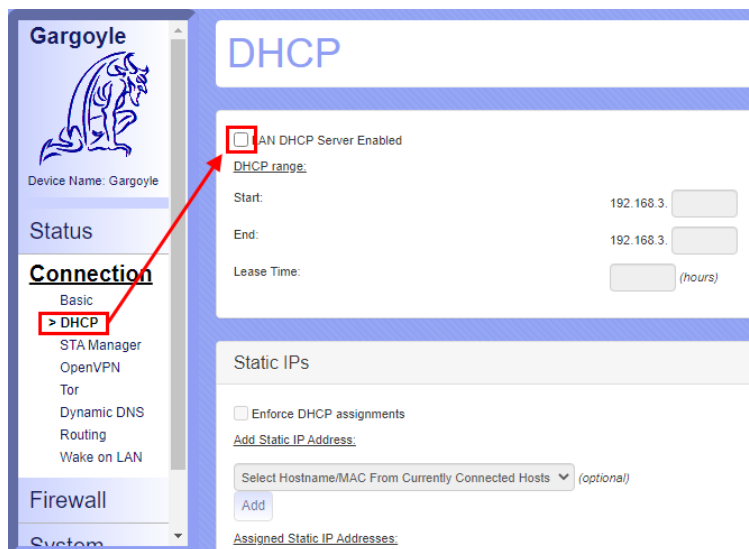 Gargoyle
Device Name: Gargoyle
Status
Connection
Basic
> DHCP
STA Manager
OpenVPN
Tor
Dynamic DNS
Routing
Wake on LAN
Firewall
System
DHCP
LAN DHCP Server Enabled
DHCP range:
Start: 192.168.3.
End: 192.168.3.
Lease Time: (hours)
Static IPs
Enforce DHCP assignments
Add Static IP Address:
Select Hostname/MAC From Currently Connected Hosts (optional)
Add
Assigned Static IP Addresses: